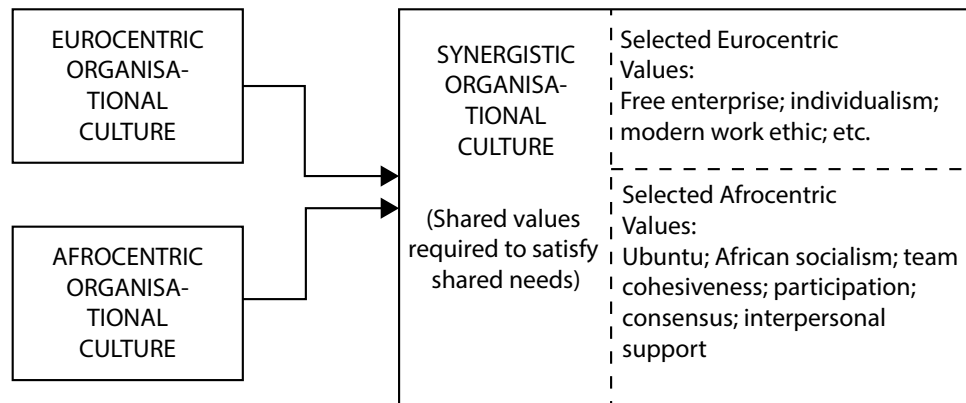 EUROCENTRIC
ORGANISA-
TIONAL
CULTURE
AFROCENTRIC
ORGANISA-
TIONAL
CULTURE
SYNERGISTIC
ORGANISA-
TIONAL
CULTURE
(Shared values
required to satisfy
shared needs)
Selected Eurocentric
Values:
Free enterprise; individualism;
modern work ethic; etc.
Selected Afrocentric
Values:
Ubuntu; African socialism; team
cohesiveness; participation;
consensus; interpersonal
support